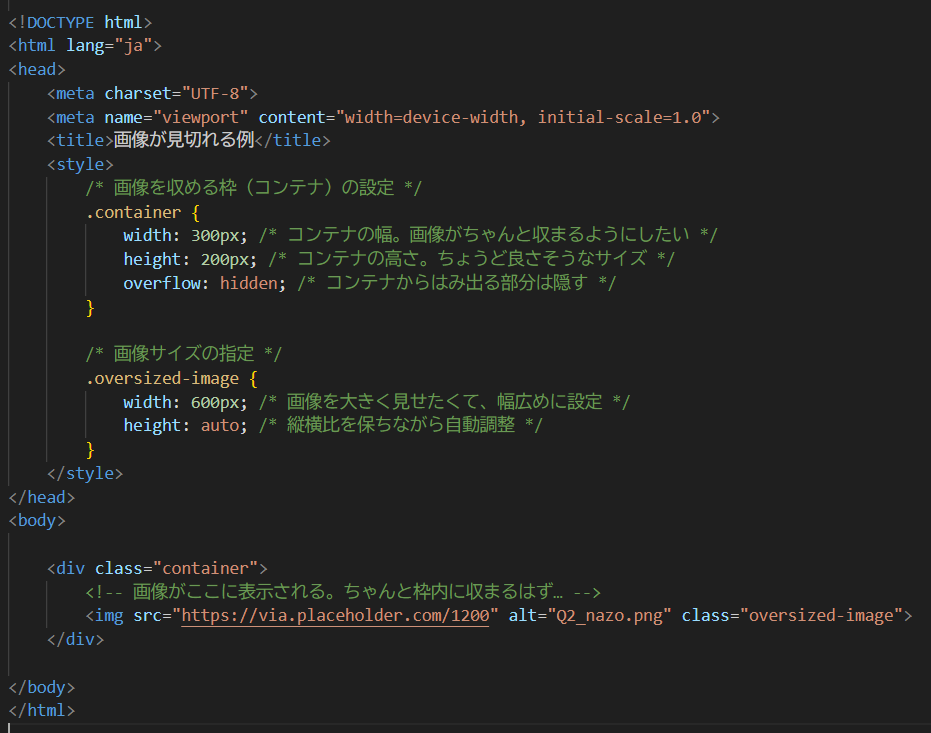 <!DOCTYPE html>
<html lang="ja">
<head>
    <meta charset="UTF-8">
    <meta name="viewport" content="width=device-width, initial-scale=1.0">
    <title>画像が見切れる例</title>
    <style>
        /* 画像を収める枠（コンテナ）の設定 */
        .container {
            width: 300px; /* コンテナの幅。画像がちゃんと収まるようにしたい */
            height: 200px; /* コンテナの高さ。ちょうど良さそうなサイズ */
            overflow: hidden; /* コンテナからはみ出る部分は隠す */
        }

        /* 画像サイズの指定 */
        .oversized-image {
            width: 600px; /* 画像を大きく見せたくて、幅広めに設定 */
            height: auto; /* 縦横比を保ちながら自動調整 */
        }
    </style>
</head>
<body>

    <div class="container">
        <!-- 画像がここに表示される。ちゃんと枠内に収まるはず… -->
        <img src="https://via.placeholder.com/1200" alt="Q2_nazo.png" class="oversized-image">
    </div>

</body>
</html>